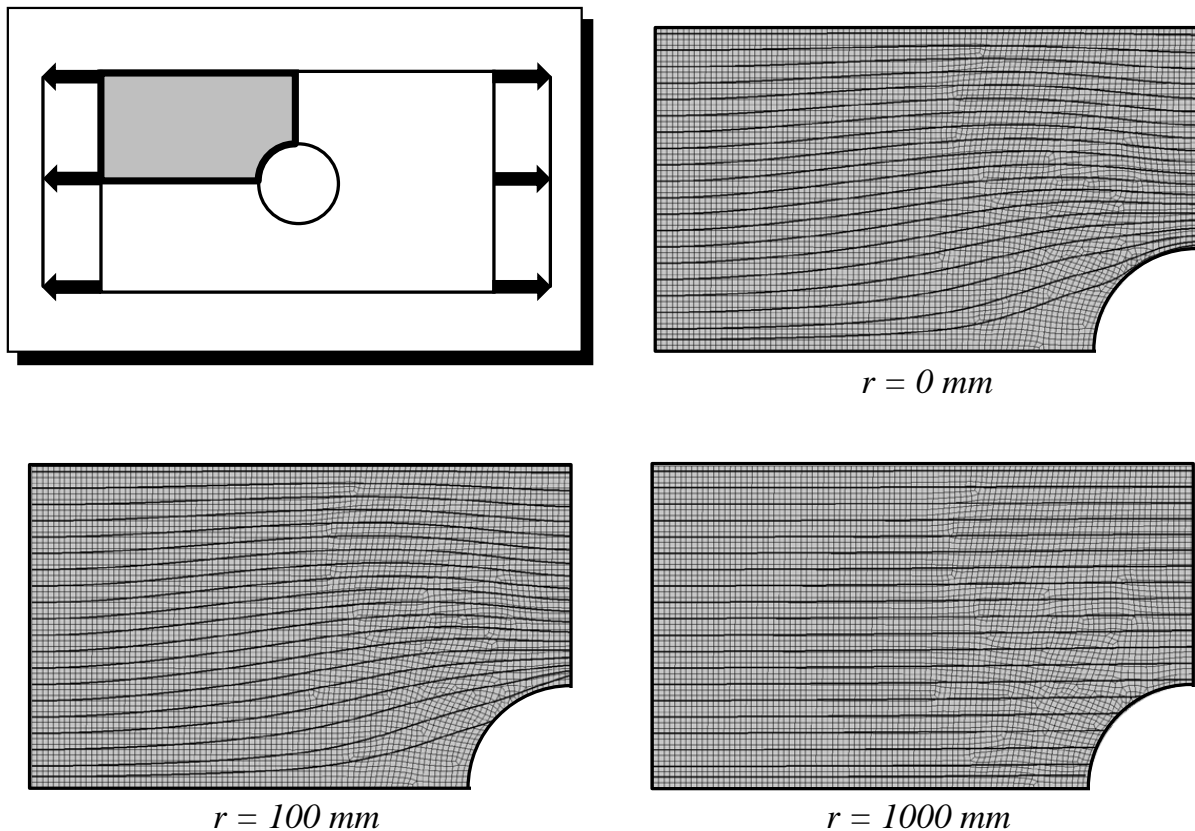 r = 0 mm
r = 100 mm
r = 1000 mm